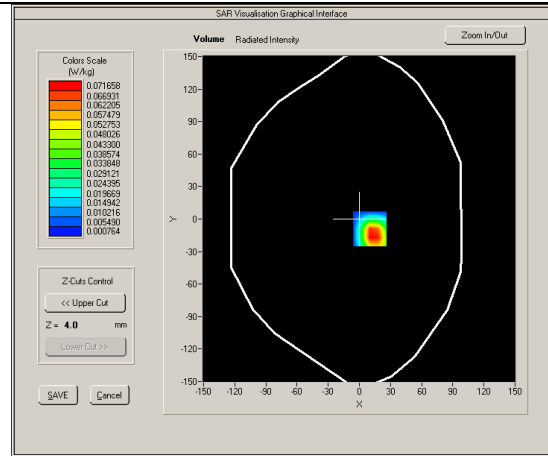 SAR Visualisation Graphical Interface
Volume Radiated Intensity
Zoom In/Out
Colors Scale
(W/kg)
0.071658
0.066931
0.062205
0.057479
0.052753
0.048026
0.043300
0.038574
0.033848
0.029121
0.024395
0.019669
0.014942
0.010216
0.005490
0.000764
Z-Cuts Control
<< Upper Cut
Z = 4.0 mm
Lower Cut >>
SAVE Cancel
150-
120-
90-
60-
30-
0-
-30-
-60-
-90-
-120-
-150-
Y
-150 -120 -90 -60 -30 0 30 60 90 120 150
X